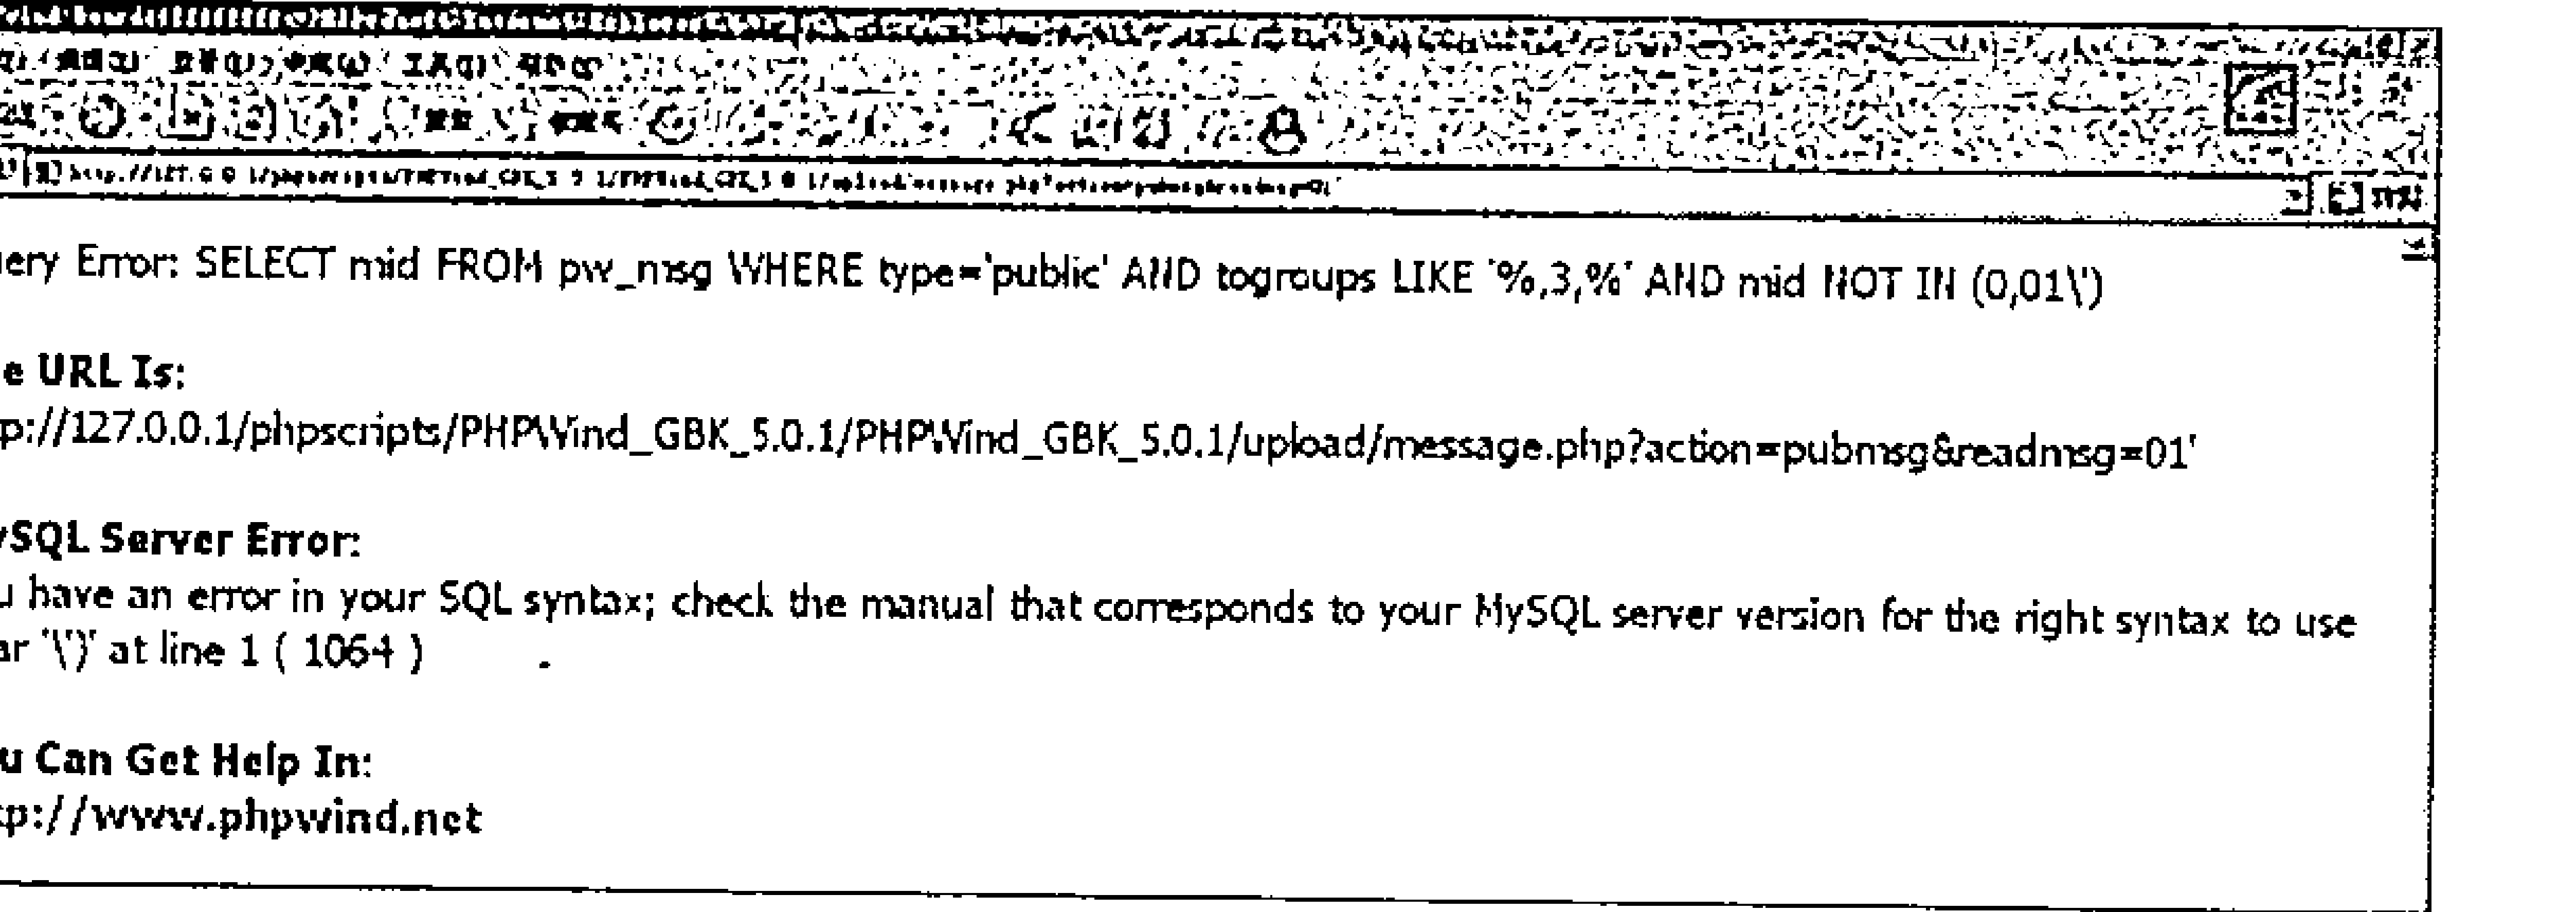 ery Error: SELECT mid FROM pw_msg WHERE type='public' AND togroups LIKE '%,3,%' AND mid NOT IN (0,01\')
e URL Is:
p://127.0.0.1/phpscripts/PHPWind_GBK_5.0.1/PHPWind_GBK_5.0.1/upload/message.php?action=pubmsg&readmsg=01'
ySQL Server Error:
u have an error in your SQL syntax; check the manual that corresponds to your MySQL server version for the right syntax to use
ar '\')' at line 1 ( 1064 )
u Can Get Help In:
tp://www.phpwind.net